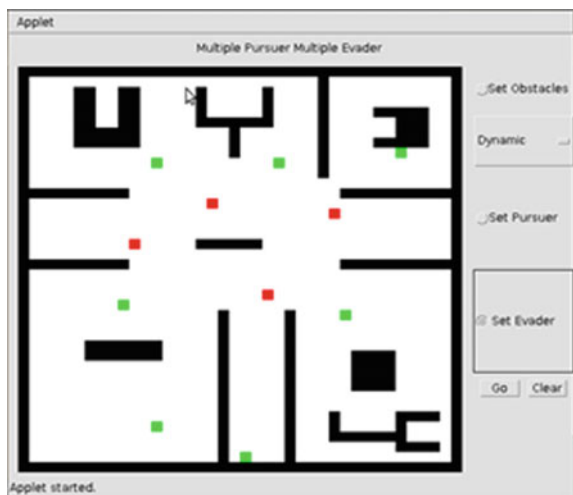 Applet
Multiple Pursuer Multiple Evader
Set Obstacles
Dynamic
Set Pursuer
Set Evader
Go Clear
Applet started.